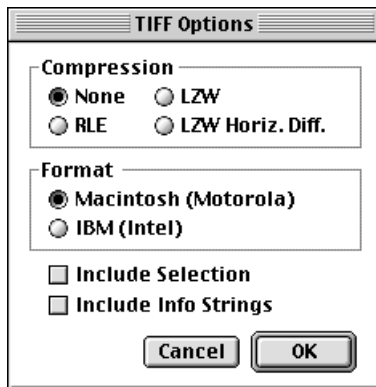 TIFF Options
Compression
None LZW
RLE LZW Horiz. Diff.
Format
Macintosh (Motorola)
IBM (Intel)
Include Selection
Include Info Strings
Cancel OK